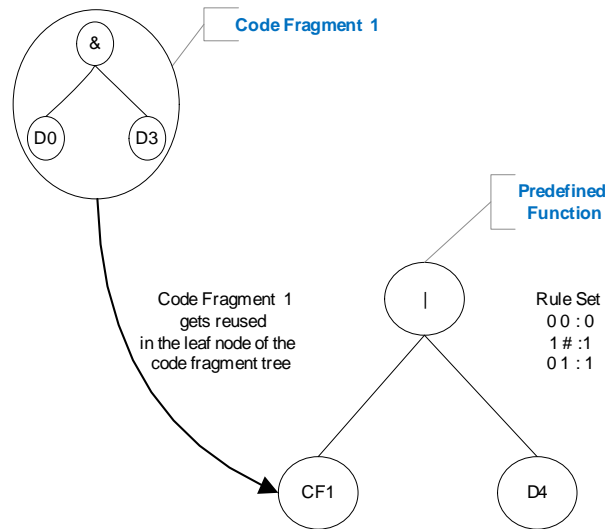 Code Fragment 1
&
D0
D3
Predefined
Function
|
Code Fragment 1
gets reused
in the leaf node of the
code fragment tree
Rule Set
0 0 : 0
1 # :1
0 1 : 1
CF1
D4